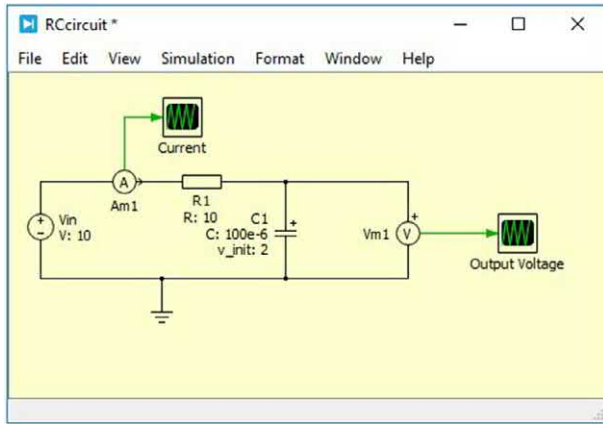 RCcircuit *
File Edit View Simulation Format Window Help
Current
A
Am1
R1
R: 10
Vin
V: 10
C1
C: 100e-6
v_init: 2
+
Vm1
V
+
Output Voltage